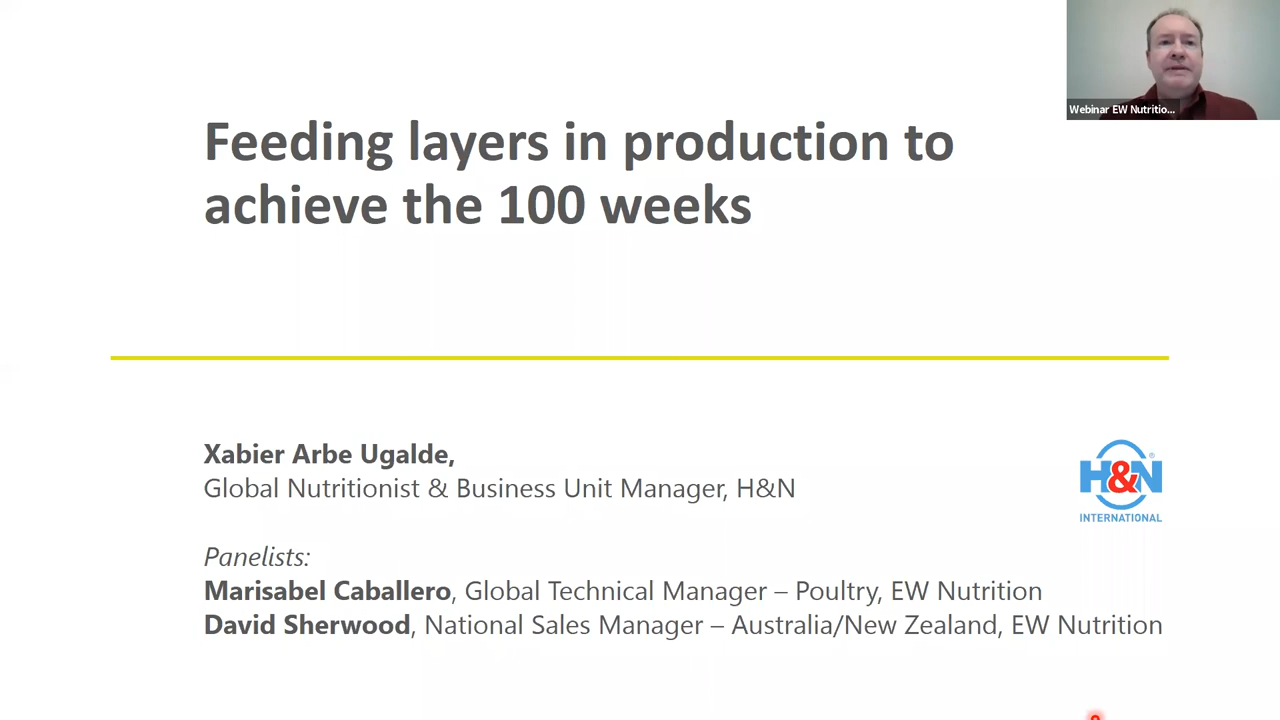 Webinar EW Nutritio...
Feeding layers in production to
achieve the 100 weeks
Xabier Arbe Ugalde,
Global Nutritionist & Business Unit Manager, H&N
H&N
®
INTERNATIONAL
Panelists:
Marisabel Caballero, Global Technical Manager – Poultry, EW Nutrition
David Sherwood, National Sales Manager – Australia/New Zealand, EW Nutrition